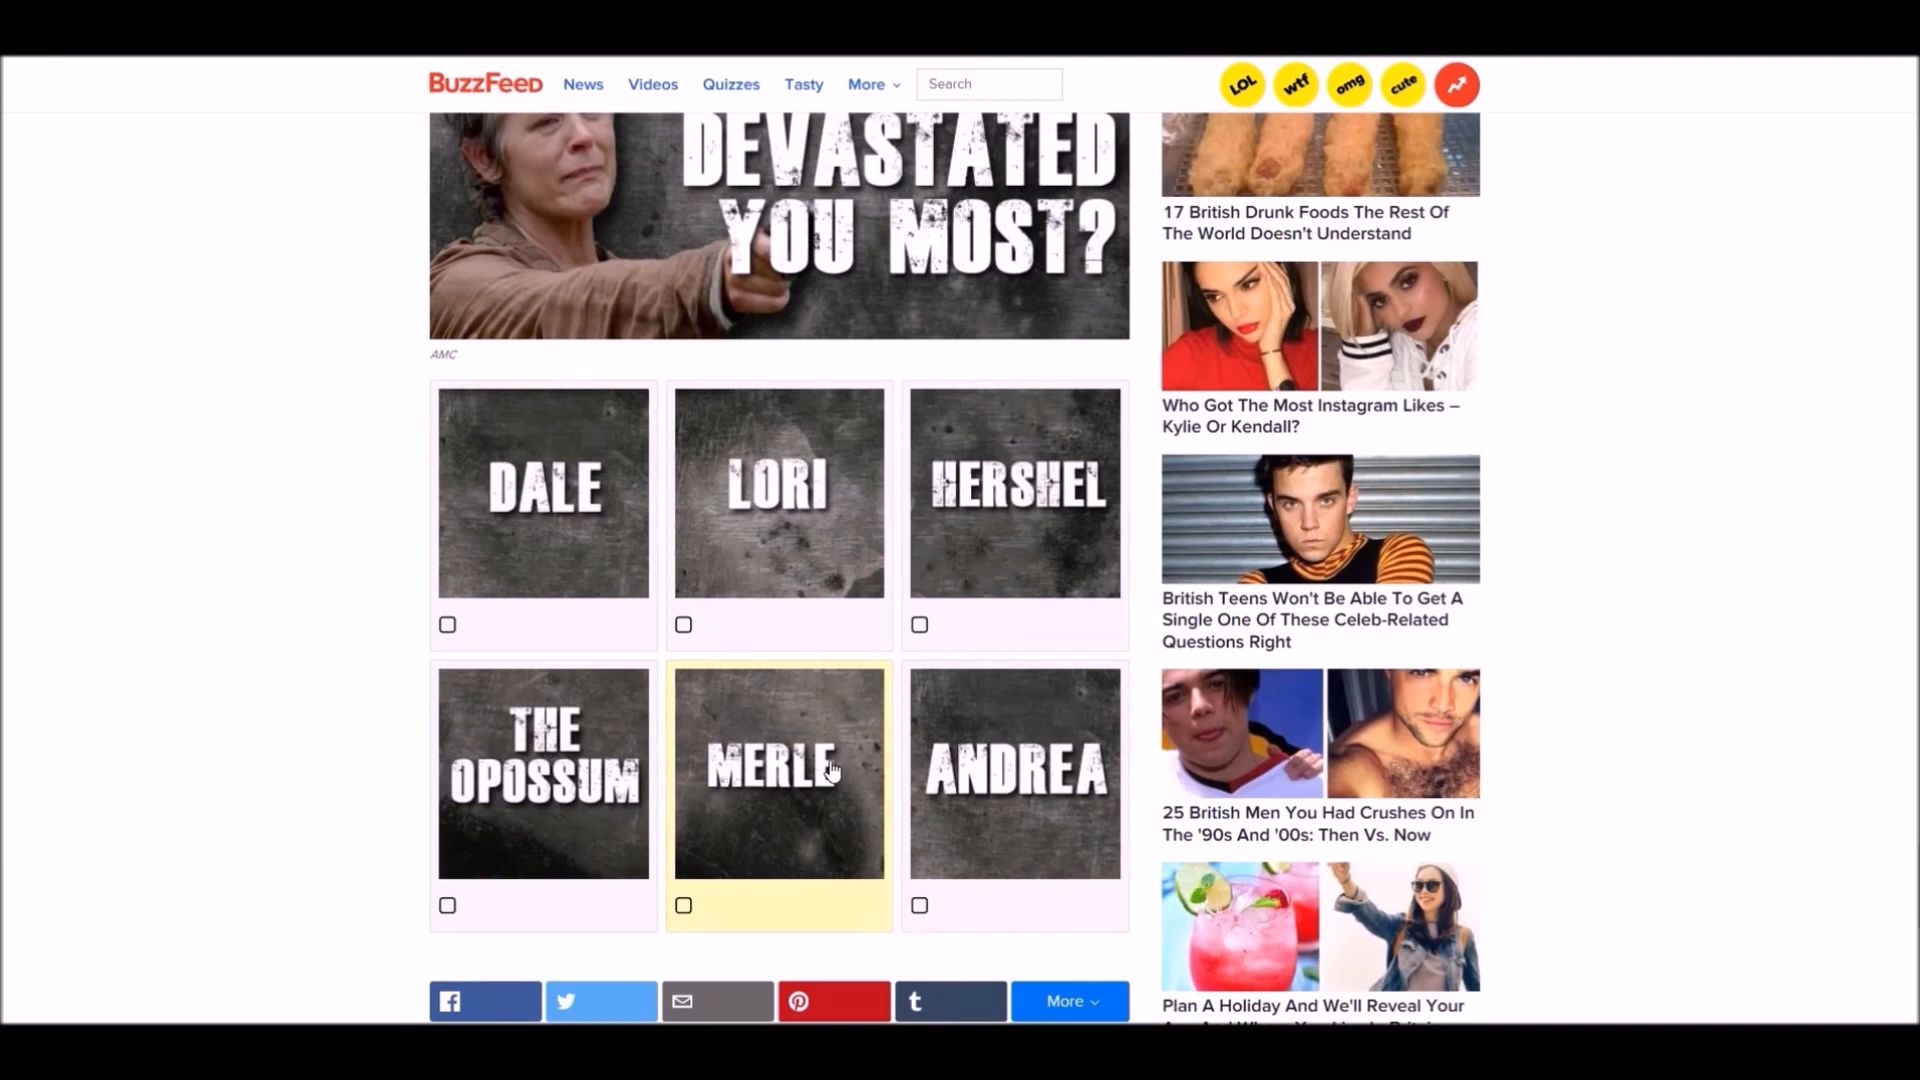 BuzzFeed News Videos Quizzes Tasty More Search LOL wtf omg cute
DEVASTATED
YOU MOST?
AMC
DALE
LORI
HERSHEL
THE
OPOSSUM
MERLE
ANDREA
More
17 British Drunk Foods The Rest Of
The World Doesn't Understand
Who Got The Most Instagram Likes –
Kylie Or Kendall?
British Teens Won't Be Able To Get A
Single One Of These Celeb-Related
Questions Right
25 British Men You Had Crushes On In
The '90s And '00s: Then Vs. Now
Plan A Holiday And We'll Reveal Your